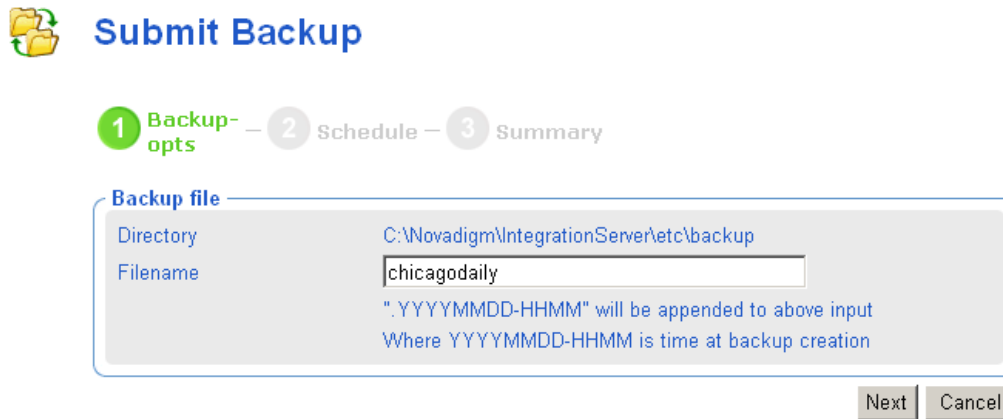 Submit Backup
1 Backup-opts – 2 Schedule – 3 Summary
Backup file
Directory C:\Novadigm\IntegrationServer\etc\backup
Filename chicagodaily
".YYYYMMDD-HHMM" will be appended to above input
Where YYYYMMDD-HHMM is time at backup creation
Next Cancel